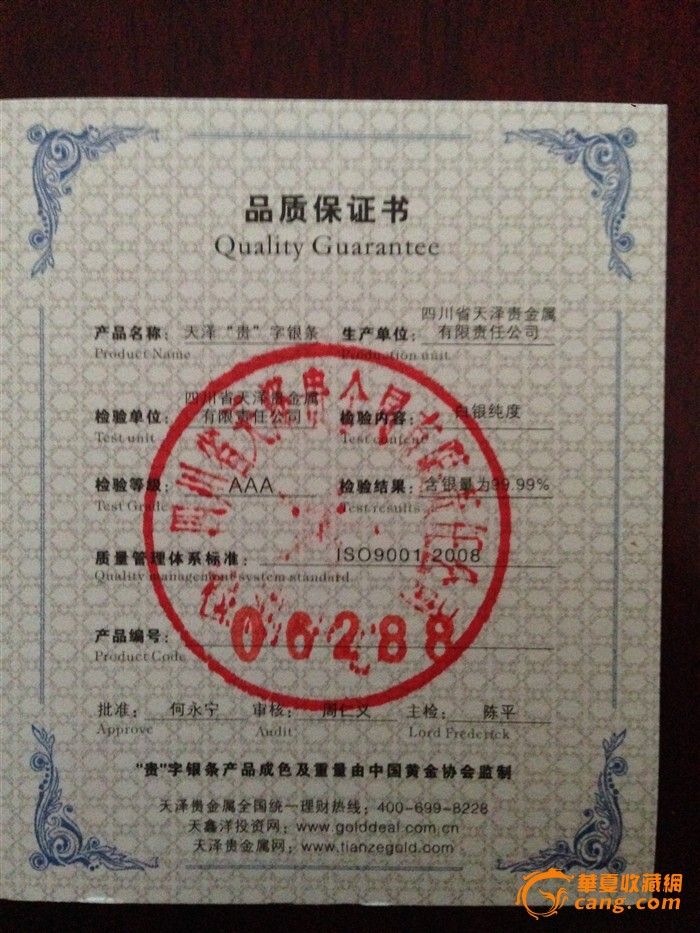 品质保证书
Quality Guarantee
产品名称：天泽“贵”字银条
Product Name
生产单位：四川省天泽贵金属
有限责任公司
Production unit
检验单位：四川省天泽贵金属
有限责任公司
Test unit
检验内容：白银纯度
Test content
检验等级：AAA
Test Grade
检验结果：含银量为99.99%
Test results
质量管理体系标准：ISO9001 2008
Quality management system standard
产品编号：06288
Product Code
批准：何永宁 审核：周仁义 主检：陈平
Approve Audit Lord Frederick
"贵"字银条产品成色及重量由中国黄金协会监制
天泽贵金属全国统一理财热线：400-699-8228
天鑫洋投资网：www.golddeal.com.cn
天泽贵金属网：www.tianzegold.com
華夏收藏網
cang.com